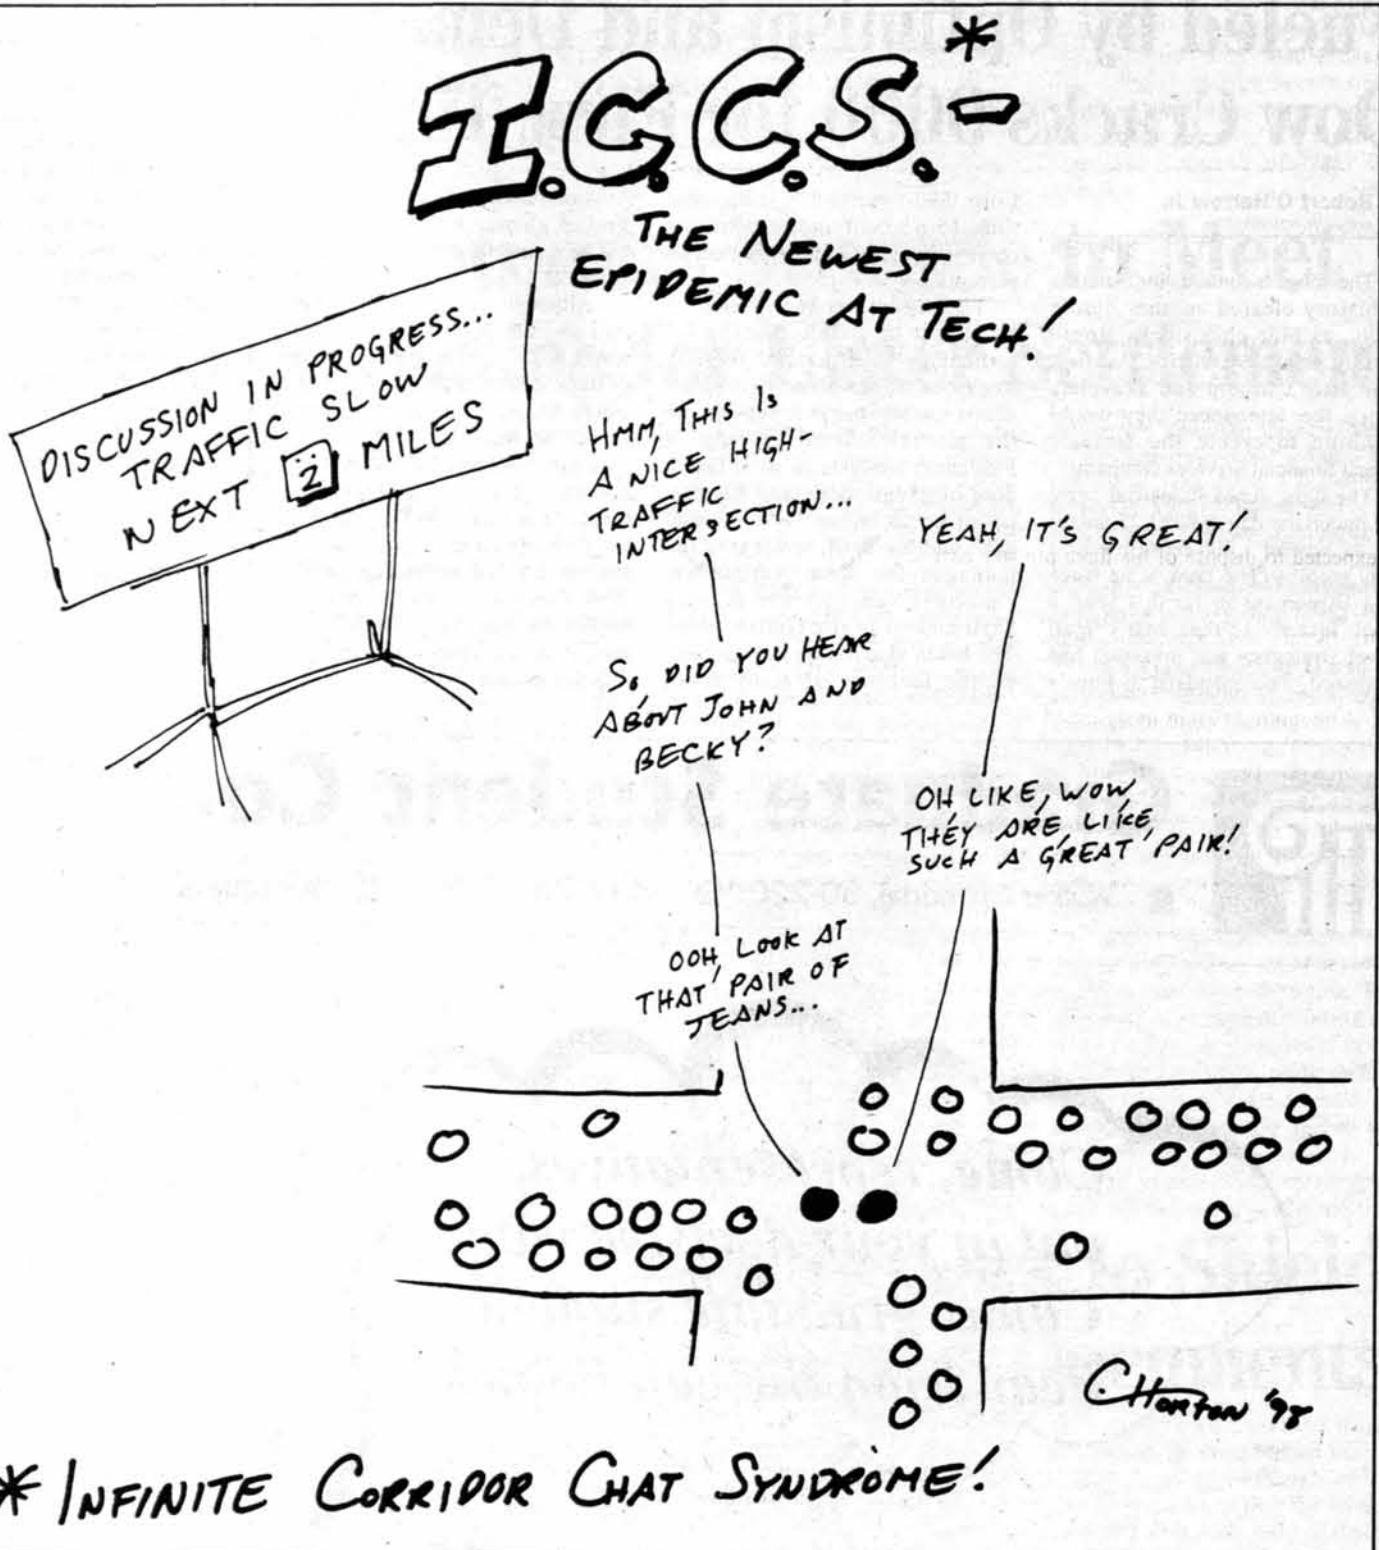 I.C.C.S.*-
THE NEWEST
EPIDEMIC AT TECH!
DISCUSSION IN PROGRESS...
TRAFFIC SLOW
NEXT 2 MILES
HMM, THIS IS
A NICE HIGH-
TRAFFIC
INTERSECTION...
YEAH, IT'S GREAT!
SO, DID YOU HEAR
ABOUT JOHN AND
BECKY?
OH LIKE, WOW,
THEY ARE LIKE,
SUCH A GREAT PAIR!
OOH, LOOK AT
THAT PAIR OF
JEANS...
C. HORTON '98
* INFINITE CORRIDOR CHAT SYNDROME!